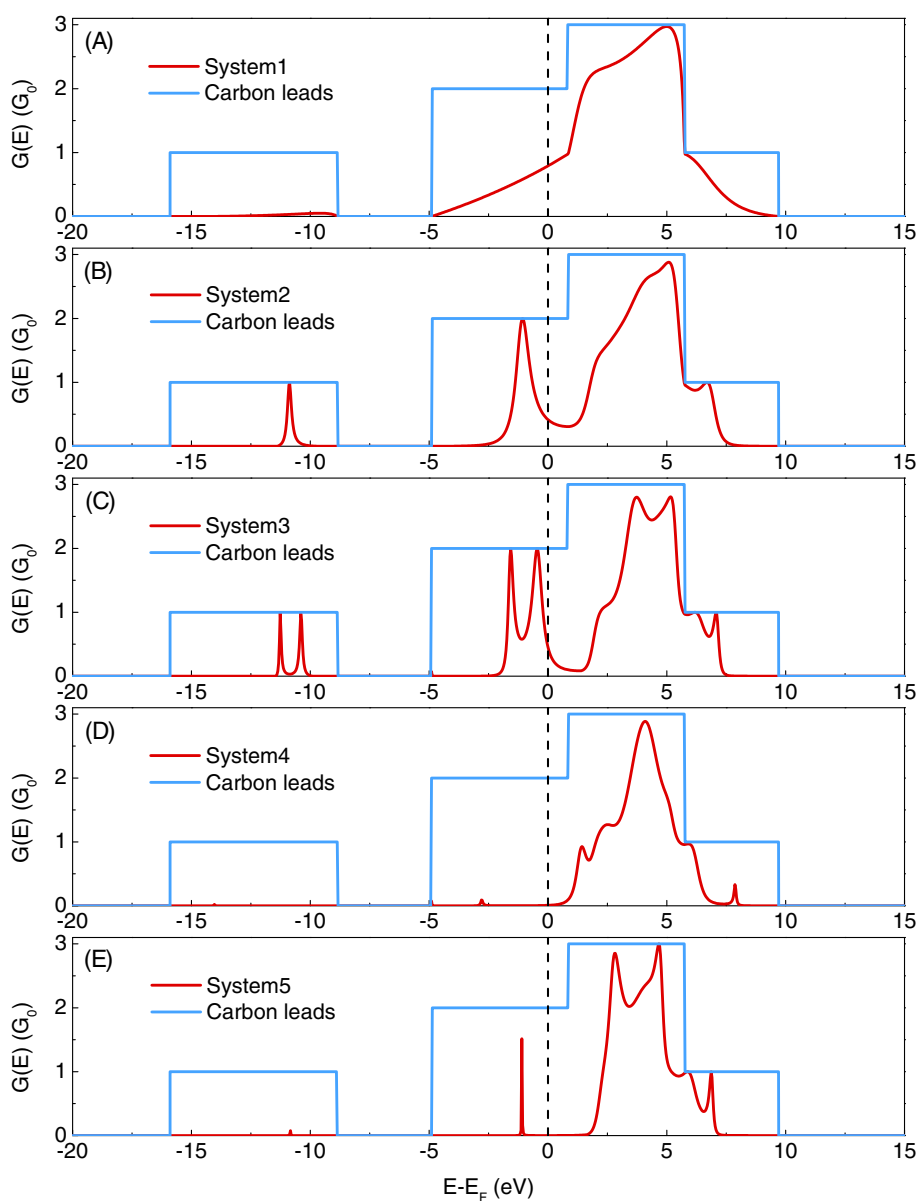 (A)
System1
Carbon leads
G(E) (G₀)
3
2
1
0
-20 -15 -10 -5 0 5 10 15
(B)
System2
Carbon leads
G(E) (G₀)
3
2
1
0
-20 -15 -10 -5 0 5 10 15
(C)
System3
Carbon leads
G(E) (G₀)
3
2
1
0
-20 -15 -10 -5 0 5 10 15
(D)
System4
Carbon leads
G(E) (G₀)
3
2
1
0
-20 -15 -10 -5 0 5 10 15
(E)
System5
Carbon leads
G(E) (G₀)
3
2
1
0
-20 -15 -10 -5 0 5 10 15
E-E_F (eV)